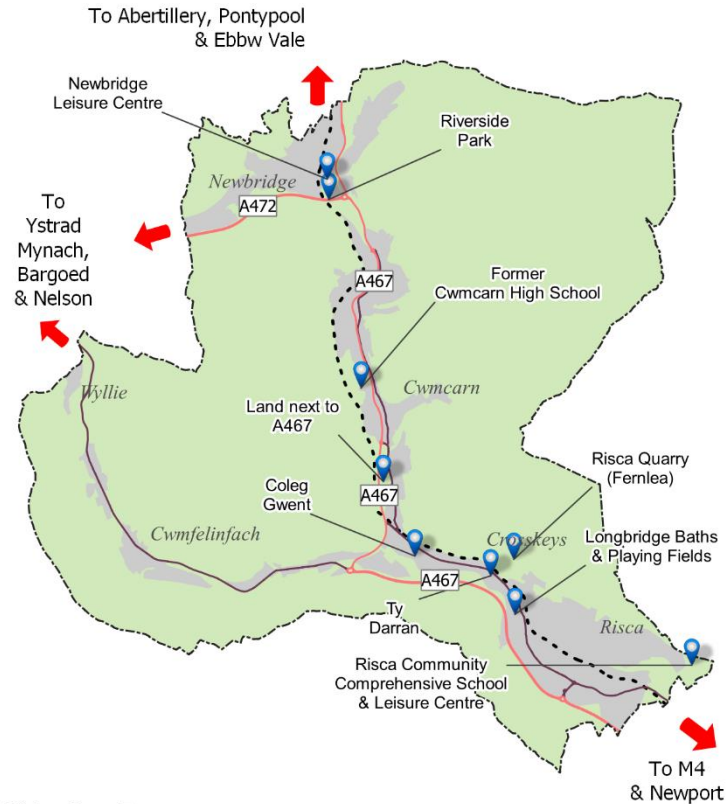 To Abertillery, Pontypool
& Ebbw Vale
Newbridge
Leisure Centre
Riverside
Park
Newbridge
A472
To
Ystrad
Mynach,
Bargoed
& Nelson
A467
Former
Cwmcarn High School
Wyllie
Cwmcarn
Land next to
A467
A467
Risca Quarry
(Fernlea)
Coleg
Gwent
Cwmfelinfach
Crosskeys
Longbridge Baths
& Playing Fields
A467
Ty
Darran
Risca
Risca Community
Comprehensive School
& Leisure Centre
To M4
& Newport